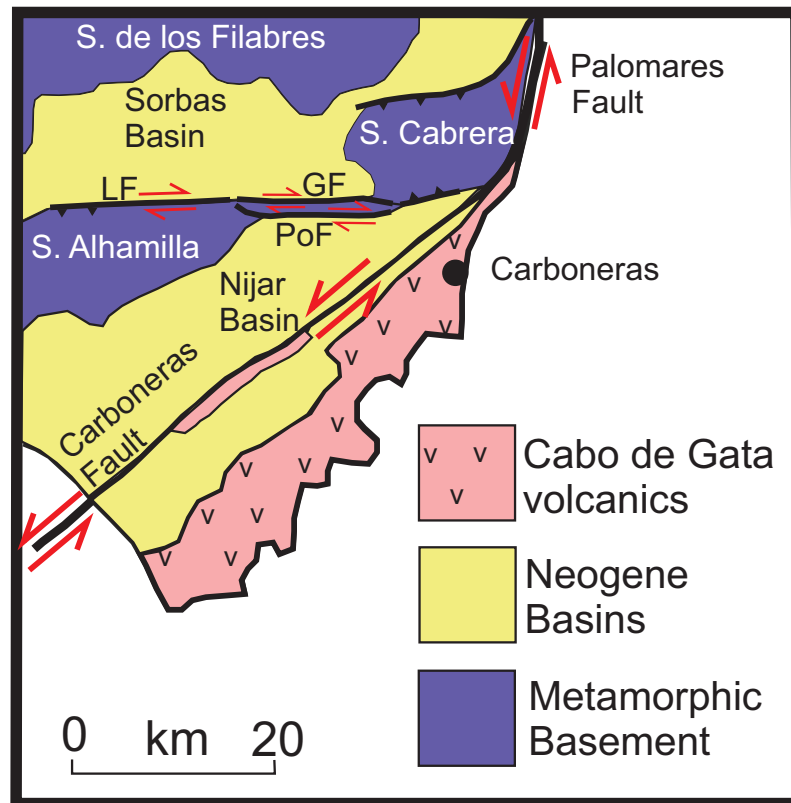 S. de los Filabres
Palomares
Fault
Sorbas
Basin
S. Cabrera
LF
GF
S. Alhamilla
PoF
Carboneras
Nijar
Basin
Carboneras
Fault
v
v
v
v
v
v
v
v
v
v
v
v
v
v v
v
Cabo de Gata
volcanics
Neogene
Basins
Metamorphic
Basement
0 km 20